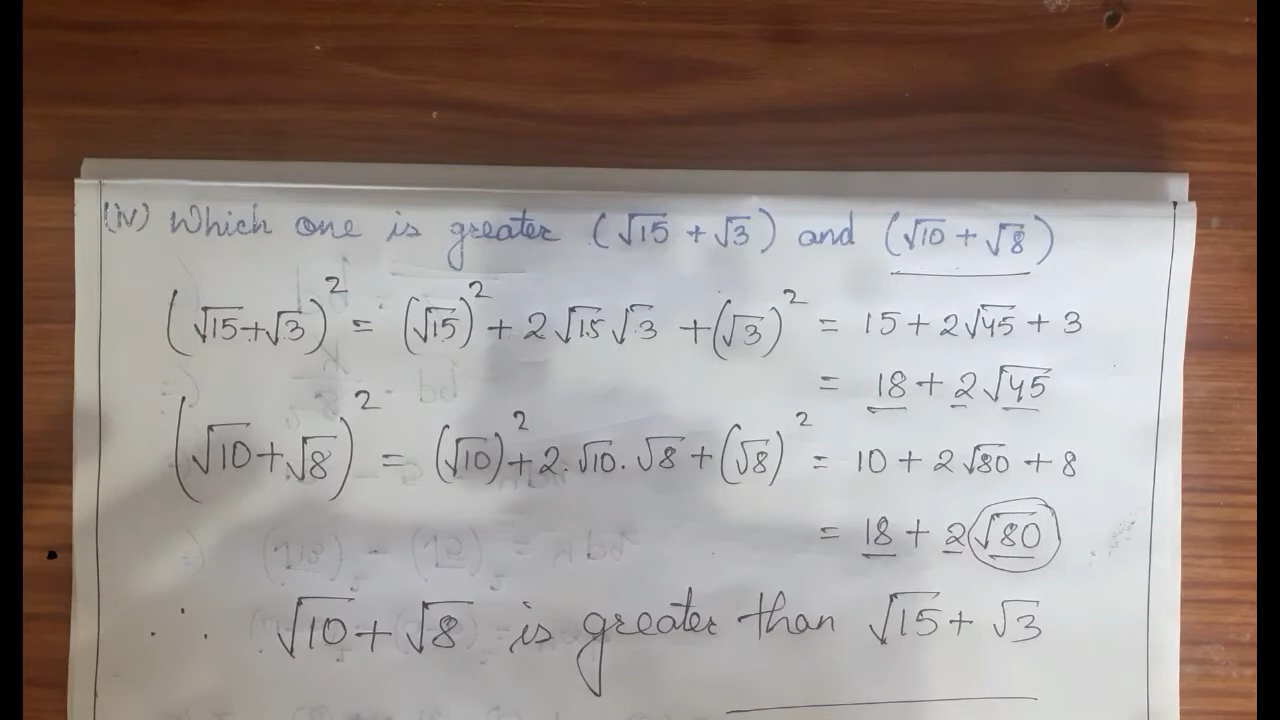 (iv) Which one is greater (√15 + √3) and (√10 + √8)
(√15+√3)² = (√15)² + 2√15√3 + (√3)² = 15 + 2√45 + 3
= 18 + 2√45
(√10+√8)² = (√10)² + 2.√10.√8 + (√8)² = 10 + 2√80 + 8
= 18 + 2√80
∴ √10 + √8 is greater than √15 + √3